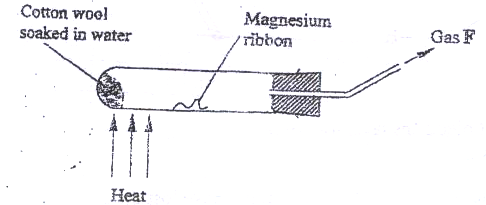 Cotton wool
soaked in water
Magnesium
ribbon
Gas F
Heat